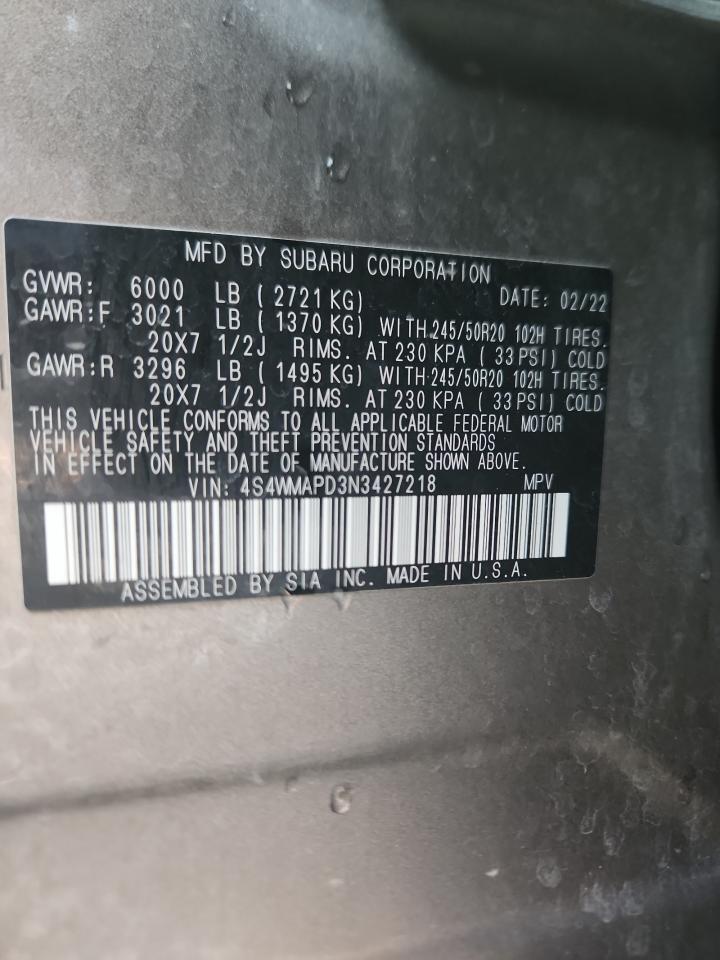 MFD BY SUBARU CORPORATION
GVWR: 6000 LB ( 2721 KG) DATE: 02/22
GAWR:F 3021 LB ( 1370 KG) WITH 245/50R20 102H TIRES.
20X7 1/2J RIMS. AT 230 KPA ( 33 PSI) COLD
GAWR:R 3296 LB ( 1495 KG) WITH 245/50R20 102H TIRES.
20X7 1/2J RIMS. AT 230 KPA ( 33 PSI) COLD
THIS VEHICLE CONFORMS TO ALL APPLICABLE FEDERAL MOTOR
VEHICLE SAFETY AND THEFT PREVENTION STANDARDS
IN EFFECT ON THE DATE OF MANUFACTURE SHOWN ABOVE.
VIN: 4S4WMAPD3N3427218 MPV
ASSEMBLED BY SIA INC. MADE IN U.S.A.